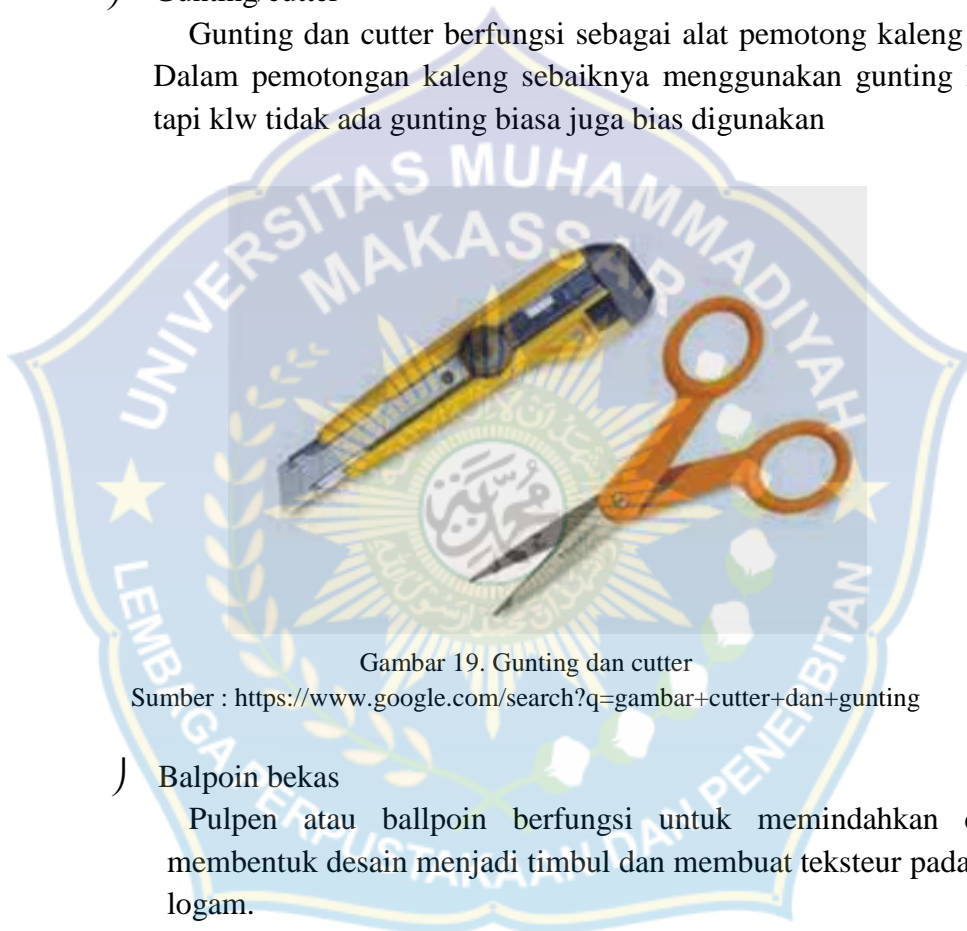 ) Gunting/cutter
Gunting dan cutter berfungsi sebagai alat pemotong kaleng
Dalam pemotongan kaleng sebaiknya menggunakan gunting
tapi klw tidak ada gunting biasa juga bias digunakan
UNIVERSITAS MUHAMMADIYAH
MAKASSAR
Gambar 19. Gunting dan cutter
Sumber : https://www.google.com/search?q=gambar+cutter+dan+gunting
) Balpoin bekas
Pulpen atau ballpoin berfungsi untuk memindahkan
membentuk desain menjadi timbul dan membuat teksteur pada
logam.
LEMBAGA PERPUSTAKAAN DAN PENERBITAN